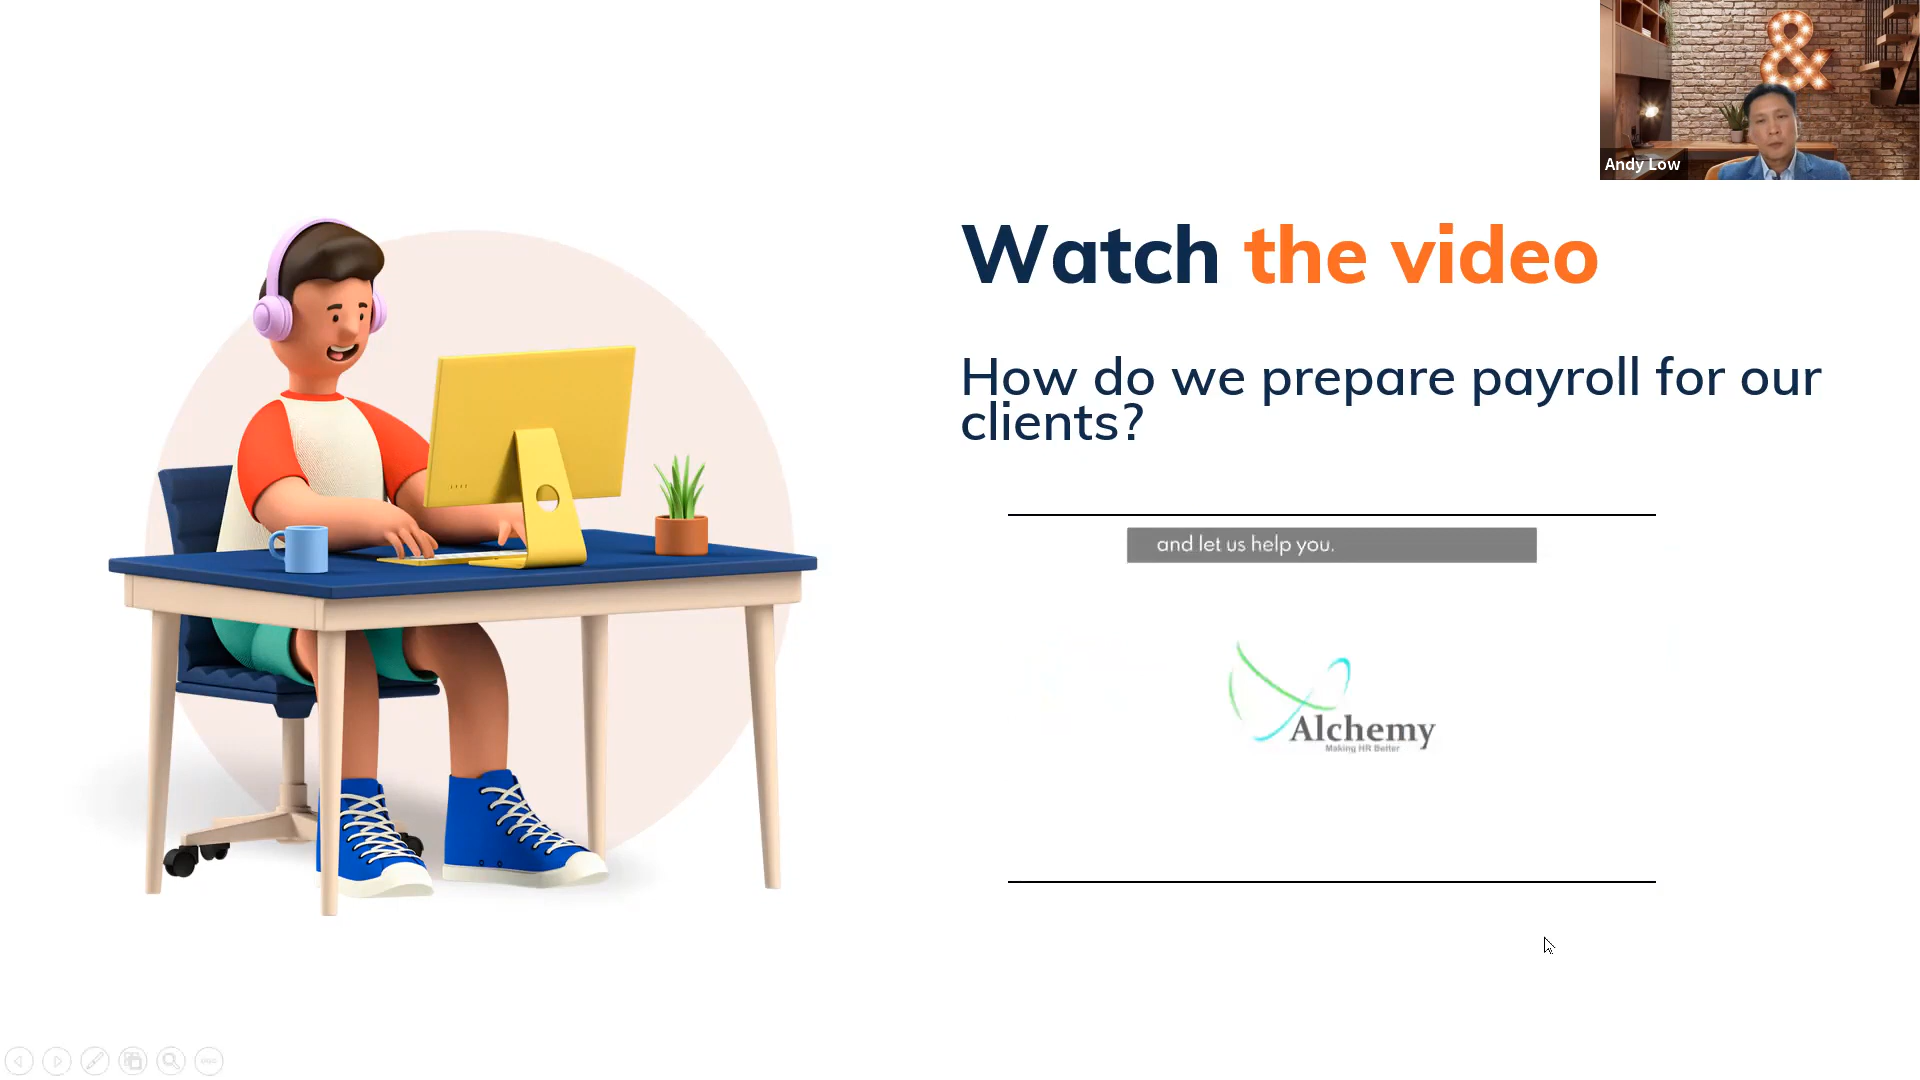 &
Andy Low
Watch the video
How do we prepare payroll for our
clients?
and let us help you.
Alchemy
Making HR Better